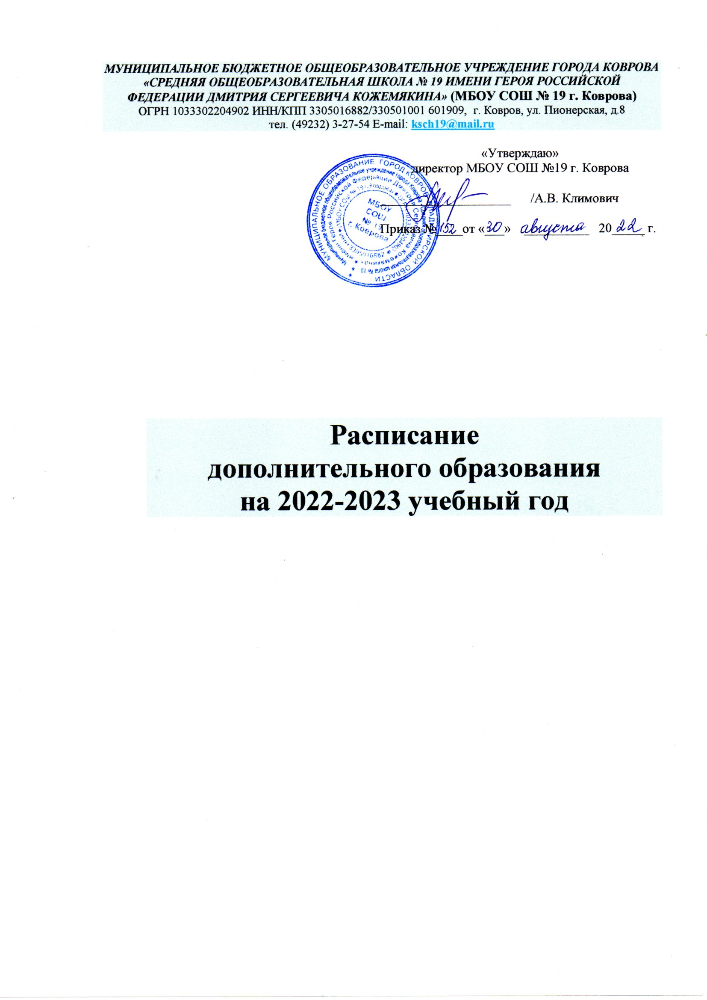 МУНИЦИПАЛЬНОЕ БЮДЖЕТНОЕ ОБЩЕОБРАЗОВАТЕЛЬНОЕ УЧРЕЖДЕНИЕ ГОРОДА КОВРОВА
«СРЕДНЯЯ ОБЩЕОБРАЗОВАТЕЛЬНАЯ ШКОЛА № 19 ИМЕНИ ГЕРОЯ РОССИЙСКОЙ
ФЕДЕРАЦИИ ДМИТРИЯ СЕРГЕЕВИЧА КОЖЕМЯКИНА» (МБОУ СОШ № 19 г. Коврова)
ОГРН 1033302204902 ИНН/КПП 3305016882/330501001 601909, г. Ковров, ул. Пионерская, д.8
тел. (49232) 3-27-54 E-mail: ksch19@mail.ru
«Утверждаю»
директор МБОУ СОШ №19 г. Коврова
/А.В. Климович
Приказ № 152 от «30» августа 2022 г.
МУНИЦИПАЛЬНОЕ ОБРАЗОВАНИЕ ГОРОД КОВРОВ ВЛАДИМИРСКОЙ ОБЛАСТИ
Муниципальное бюджетное общеобразовательное учреждение города Коврова «Средняя общеобразовательная школа № 19
имени Героя Российской Федерации Дмитрия Сергеевича Кожемякина»
МБОУ
СОШ
№ 19
г. Коврова
Расписание
дополнительного образования
на 2022-2023 учебный год